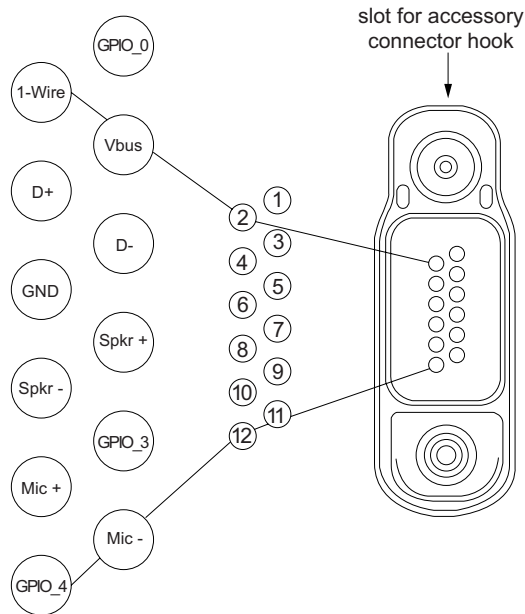 slot for accessory
connector hook
GPIO_0
1-Wire
Vbus
D+
D-
GND
Spkr +
Spkr -
GPIO_3
Mic +
Mic -
GPIO_4
1
2
3
4
5
6
7
8
9
10
11
12